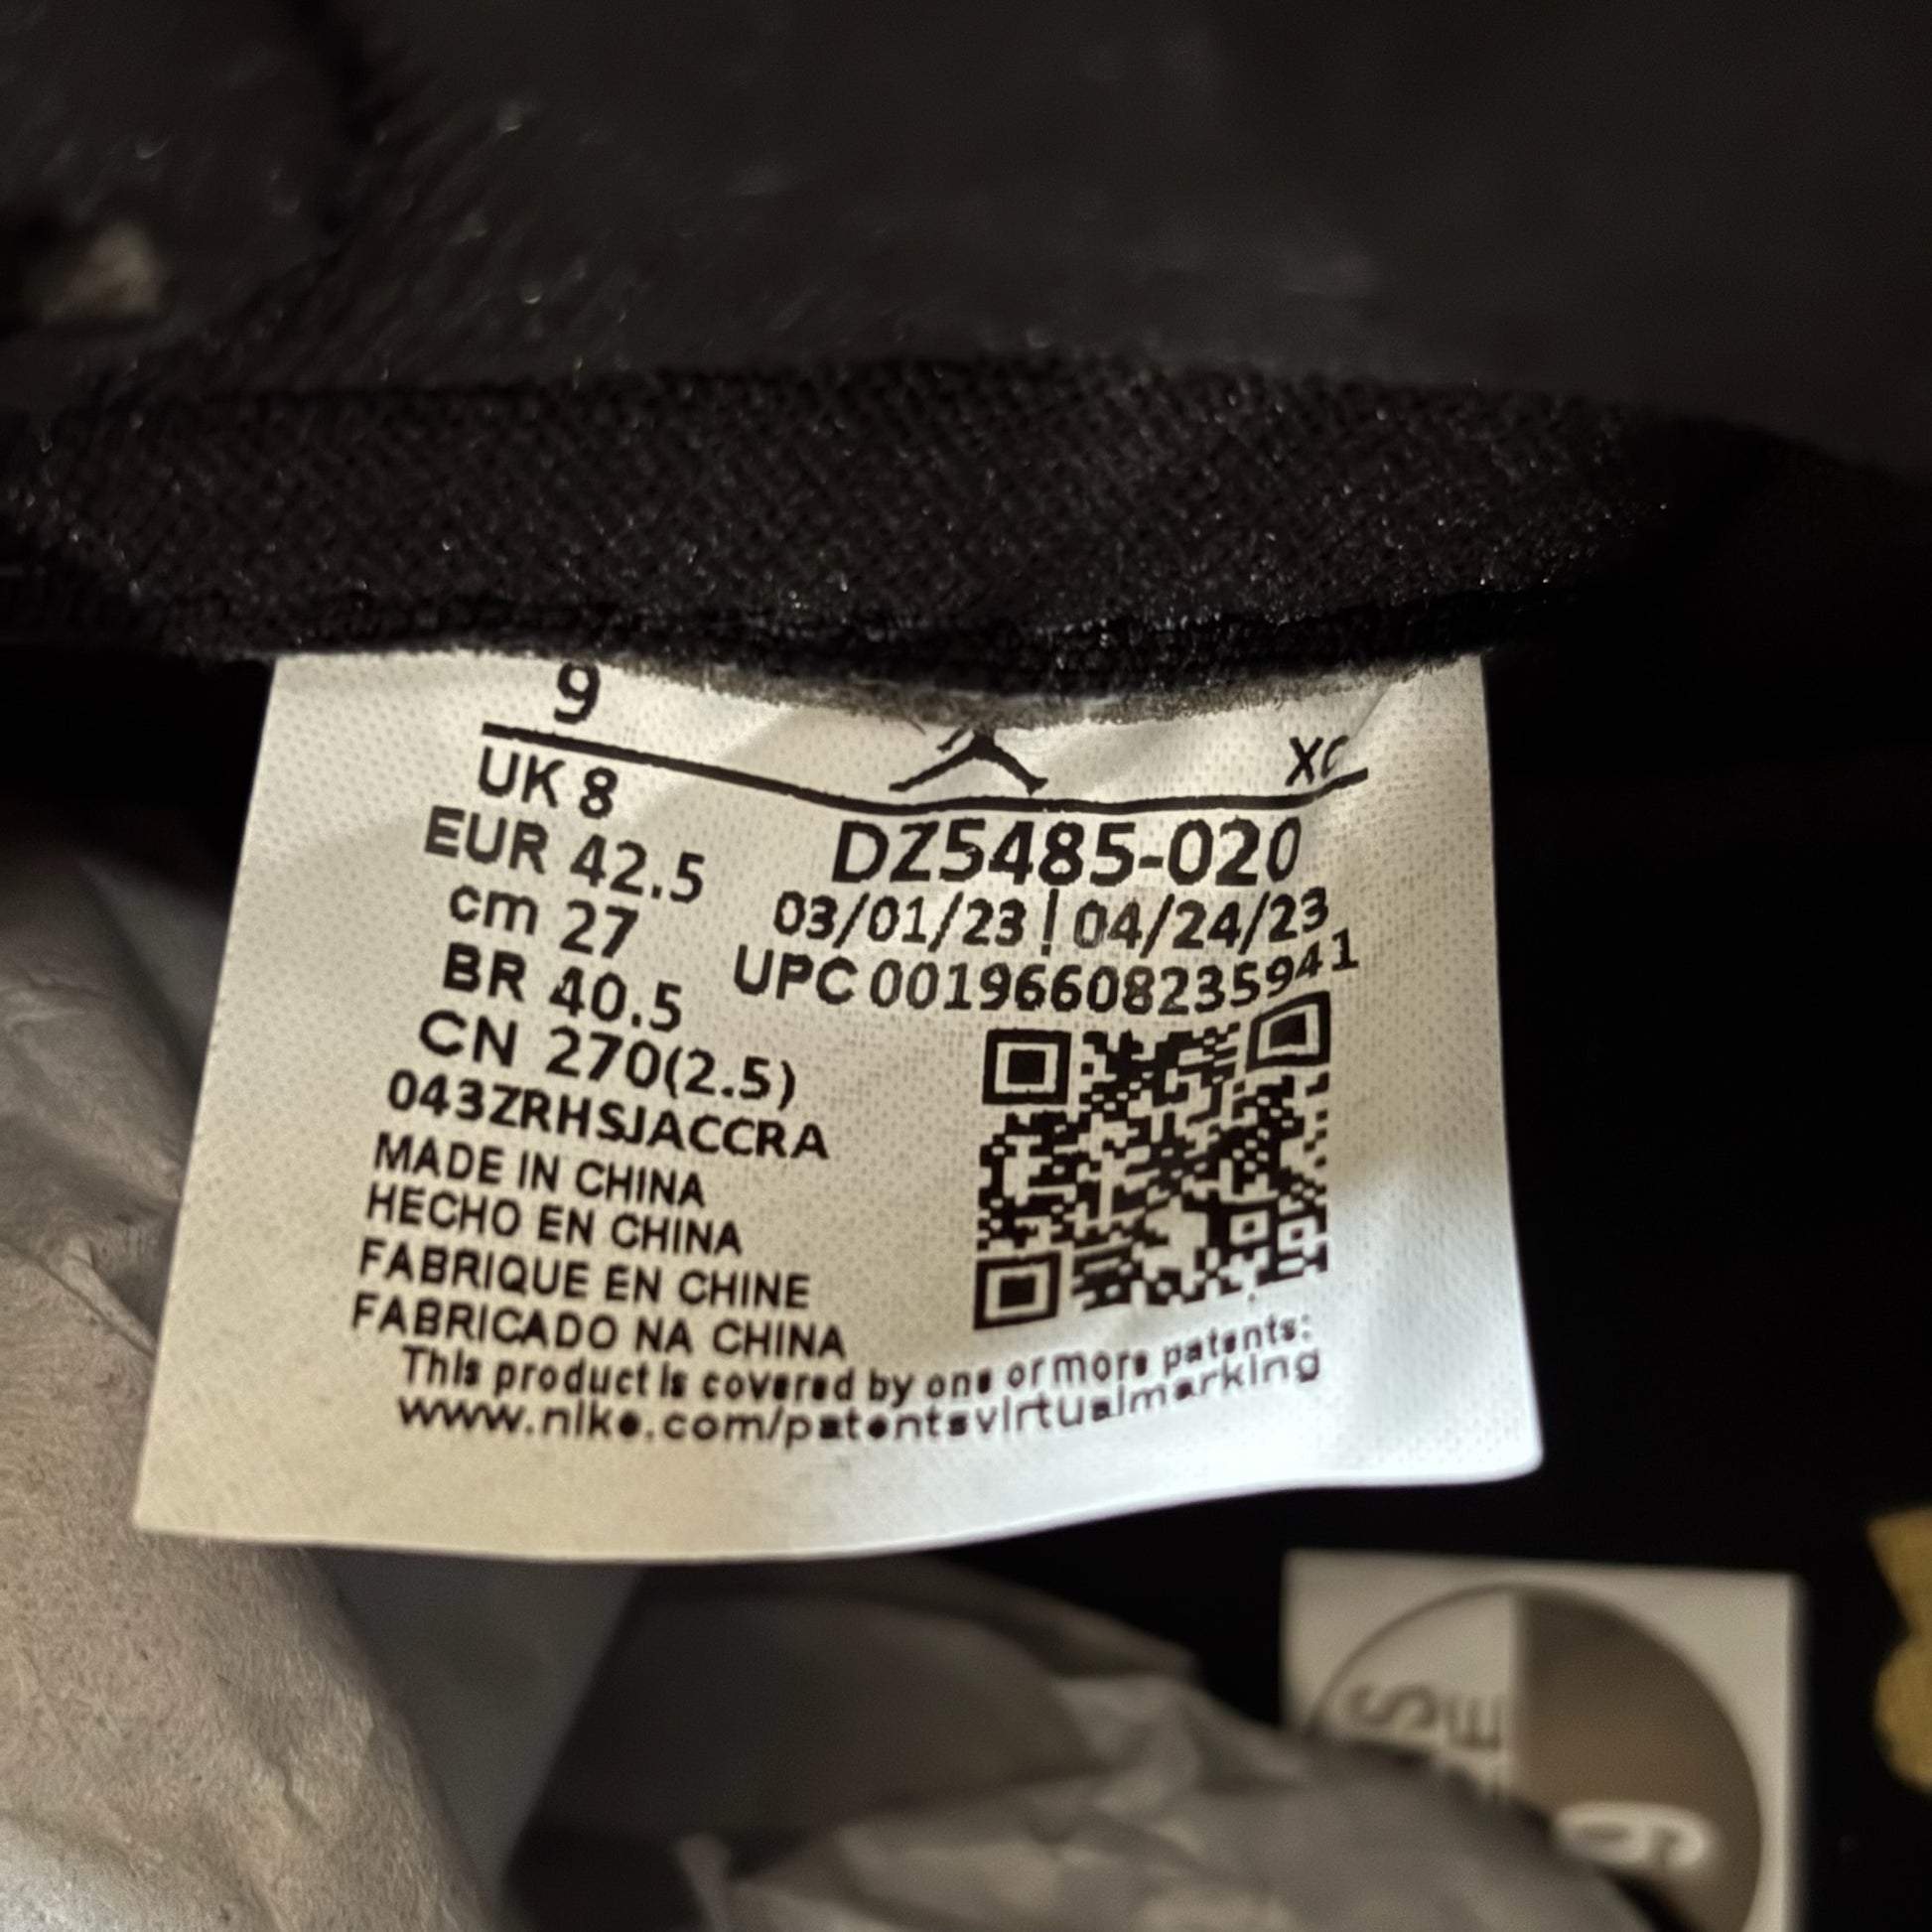 9
UK 8
EUR 42.5
cm 27
BR 40.5
CN 270(2.5)
043ZRHSJACCRA
MADE IN CHINA
HECHO EN CHINA
FABRIQUE EN CHINE
FABRICADO NA CHINA
DZ5485-020
03/01/23 | 04/24/23
UPC 00196608235941
This product is covered by one or more patents:
www.nike.com/patentsvirtualmarking